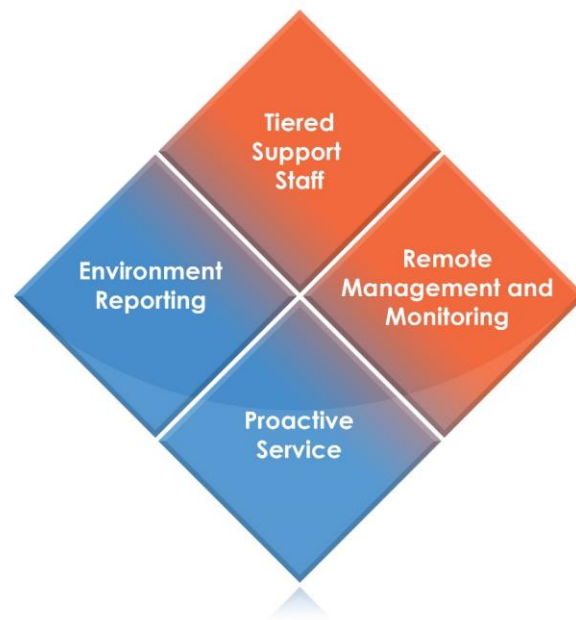 Tiered
Support
Staff
Environment
Reporting
Remote
Management and
Monitoring
Proactive
Service